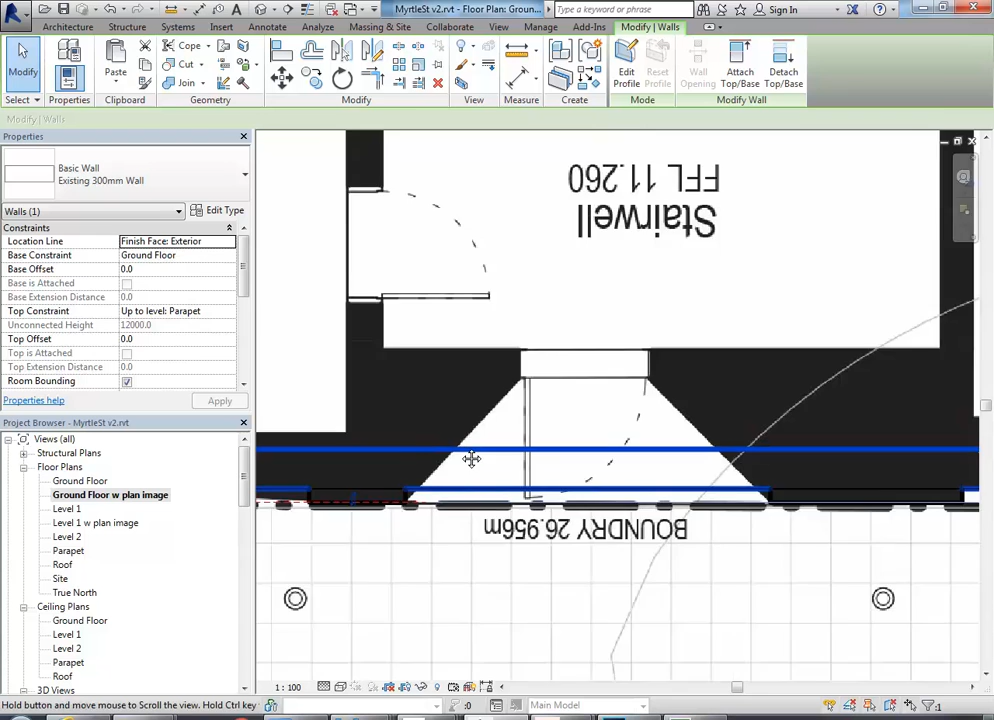 MyrtleSt v2.rvt - Floor Plan: Groun...
Type a keyword or phrase
Sign In
Architecture
Structure
Insert
Annotate
Analyze
Massing & Site
Collaborate
View
Manage
Add-Ins
Modify | Walls
Modify
Paste
Cope
Cut
Join
Edit Profile
Reset Profile
Wall Opening
Attach Top/Base
Detach Top/Base
Select
Properties
Clipboard
Geometry
Modify
View
Measure
Create
Mode
Modify Wall
Modify | Walls
Properties
Basic Wall
Existing 300mm Wall
Walls (1)
Edit Type
Constraints
Location Line Finish Face: Exterior
Base Constraint Ground Floor
Base Offset 0.0
Base is Attached
Base Extension Distance 0.0
Top Constraint Up to level: Parapet
Unconnected Height 12000.0
Top Offset 0.0
Top is Attached
Top Extension Distance 0.0
Room Bounding
Properties help
Apply
Project Browser - MyrtleSt v2.rvt
Views (all)
Structural Plans
Floor Plans
Ground Floor
Ground Floor w plan image
Level 1
Level 1 w plan image
Level 2
Parapet
Roof
Site
True North
Ceiling Plans
Ground Floor
Level 1
Level 2
Parapet
Roof
3D Views
Stairwell
FFL 11.260
BOUNDRY 26.956m
1 : 100
Hold button and move mouse to Scroll the view. Hold Ctrl key
:0
Main Model
:1